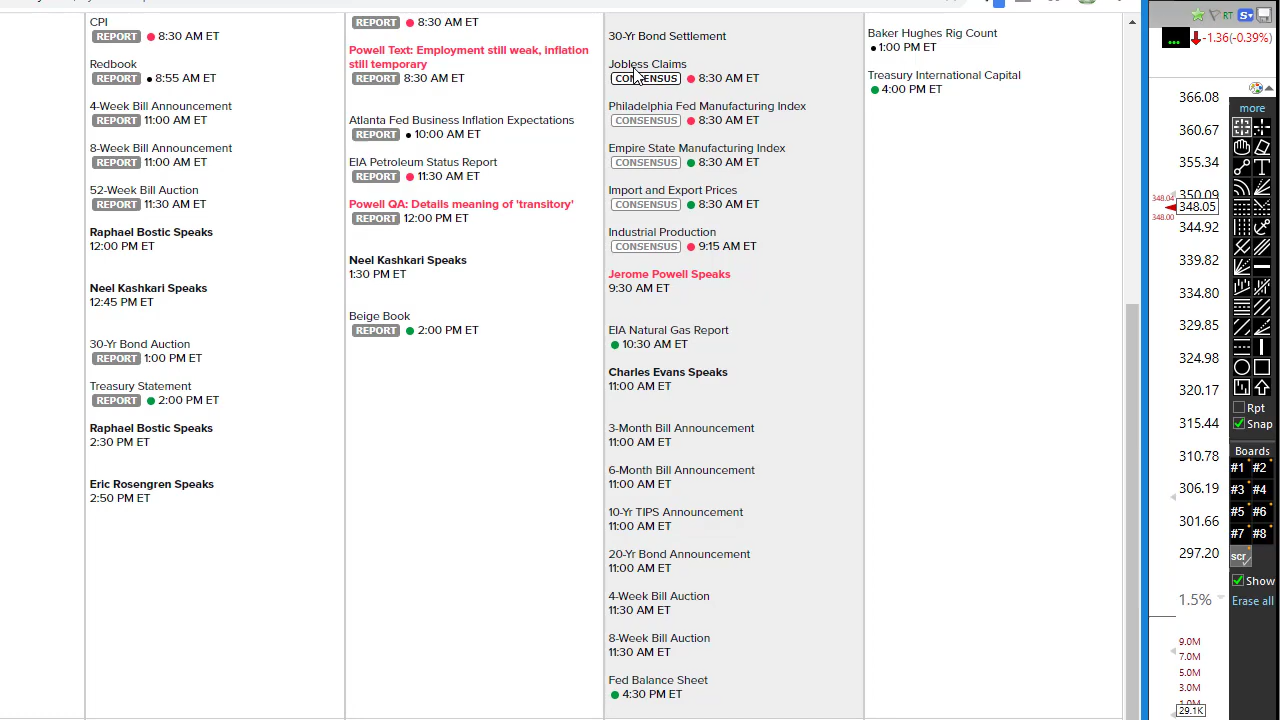 CPI
REPORT 8:30 AM ET
Redbook
REPORT 8:55 AM ET
4-Week Bill Announcement
REPORT 11:00 AM ET
8-Week Bill Announcement
REPORT 11:00 AM ET
52-Week Bill Auction
REPORT 11:30 AM ET
Raphael Bostic Speaks
12:00 PM ET
Neel Kashkari Speaks
12:45 PM ET
30-Yr Bond Auction
REPORT 1:00 PM ET
Treasury Statement
REPORT 2:00 PM ET
Raphael Bostic Speaks
2:30 PM ET
Eric Rosengren Speaks
2:50 PM ET
REPORT 8:30 AM ET
Powell Text: Employment still weak, inflation
still temporary
REPORT 8:30 AM ET
Atlanta Fed Business Inflation Expectations
REPORT 10:00 AM ET
EIA Petroleum Status Report
REPORT 11:30 AM ET
Powell QA: Details meaning of 'transitory'
REPORT 12:00 PM ET
Neel Kashkari Speaks
1:30 PM ET
Beige Book
REPORT 2:00 PM ET
30-Yr Bond Settlement
Jobless Claims
CONSENSUS 8:30 AM ET
Philadelphia Fed Manufacturing Index
CONSENSUS 8:30 AM ET
Empire State Manufacturing Index
CONSENSUS 8:30 AM ET
Import and Export Prices
CONSENSUS 8:30 AM ET
Industrial Production
CONSENSUS 9:15 AM ET
Jerome Powell Speaks
9:30 AM ET
EIA Natural Gas Report
10:30 AM ET
Charles Evans Speaks
11:00 AM ET
3-Month Bill Announcement
11:00 AM ET
6-Month Bill Announcement
11:00 AM ET
10-Yr TIPS Announcement
11:00 AM ET
20-Yr Bond Announcement
11:00 AM ET
4-Week Bill Auction
11:30 AM ET
8-Week Bill Auction
11:30 AM ET
Fed Balance Sheet
4:30 PM ET
Baker Hughes Rig Count
1:00 PM ET
Treasury International Capital
4:00 PM ET
RT S
... -1.36(-0.39%)
366.08
360.67
355.34
350.09
348.04
348.05
348.00
344.92
339.82
334.80
329.85
324.98
320.17
315.44
310.78
306.19
301.66
297.20
1.5%
9.0M
7.0M
5.0M
3.0M
29.1K
more
T
Rpt
Snap
Boards
#1 #2
#3 #4
#5 #6
#7 #8
scr
Show
Erase all